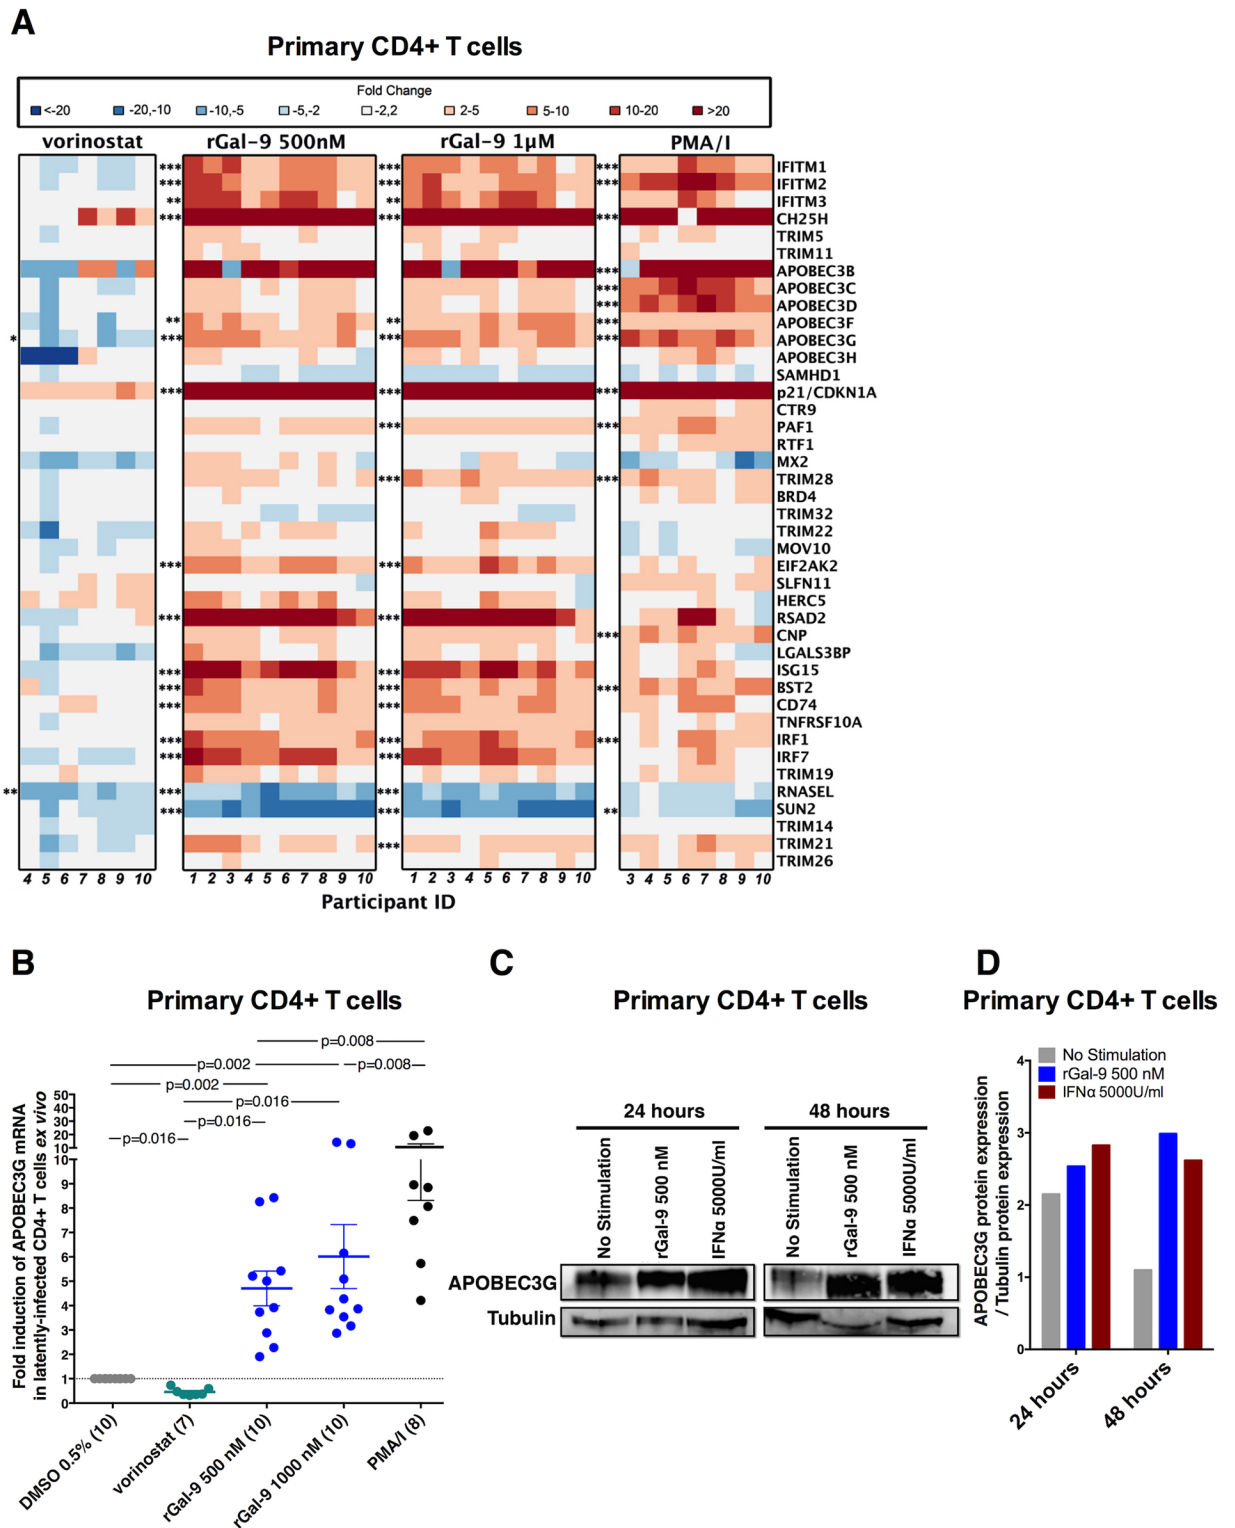 A
Primary CD4+ T cells
Fold Change
<-20 -20,-10 -10,-5 -5,-2 -2,2 2-5 5-10 10-20 >20
vorinostat rGal-9 500nM rGal-9 1μM PMA/I
*** *** *** IFITM1
*** *** *** IFITM2
** ** IFITM3
*** *** *** CH25H
TRIM5
TRIM11
*** APOBEC3B
*** APOBEC3C
*** APOBEC3D
** ** *** APOBEC3F
* *** *** *** APOBEC3G
APOBEC3H
SAMHD1
*** *** *** p21/CDKN1A
CTR9
*** *** PAF1
RTF1
MX2
*** *** TRIM28
BRD4
TRIM32
TRIM22
MOV10
*** *** EIF2AK2
SLFN11
HERC5
*** *** RSAD2
*** CNP
LGALS3BP
*** *** ISG15
*** *** *** BST2
*** *** CD74
TNFRSF10A
*** *** *** IRF1
*** *** IRF7
TRIM19
** *** *** RNASEL
*** *** ** SUN2
TRIM14
*** TRIM21
TRIM26
4 5 6 7 8 9 10 1 2 3 4 5 6 7 8 9 10 1 2 3 4 5 6 7 8 9 10 3 4 5 6 7 8 9 10
Participant ID
B
Primary CD4+ T cells
p=0.008
p=0.002 p=0.008
p=0.002
p=0.016
p=0.016
p=0.016
Fold induction of APOBEC3G mRNA
in latently-infected CD4+ T cells ex vivo
50
40
30
20
10
10
9
8
7
6
5
4
3
2
1
0
DMSO 0.5% (10)
vorinostat (7)
rGal-9 500 nM (10)
rGal-9 1000 nM (10)
PMA/I (8)
C
Primary CD4+ T cells
24 hours 48 hours
No Stimulation
rGal-9 500 nM
IFNα 5000U/ml
No Stimulation
rGal-9 500 nM
IFNα 5000U/ml
APOBEC3G
Tubulin
D
Primary CD4+ T cells
No Stimulation
rGal-9 500 nM
IFNα 5000U/ml
APOBEC3G protein expression
/ Tubulin protein expression
4
3
2
1
0
24 hours
48 hours